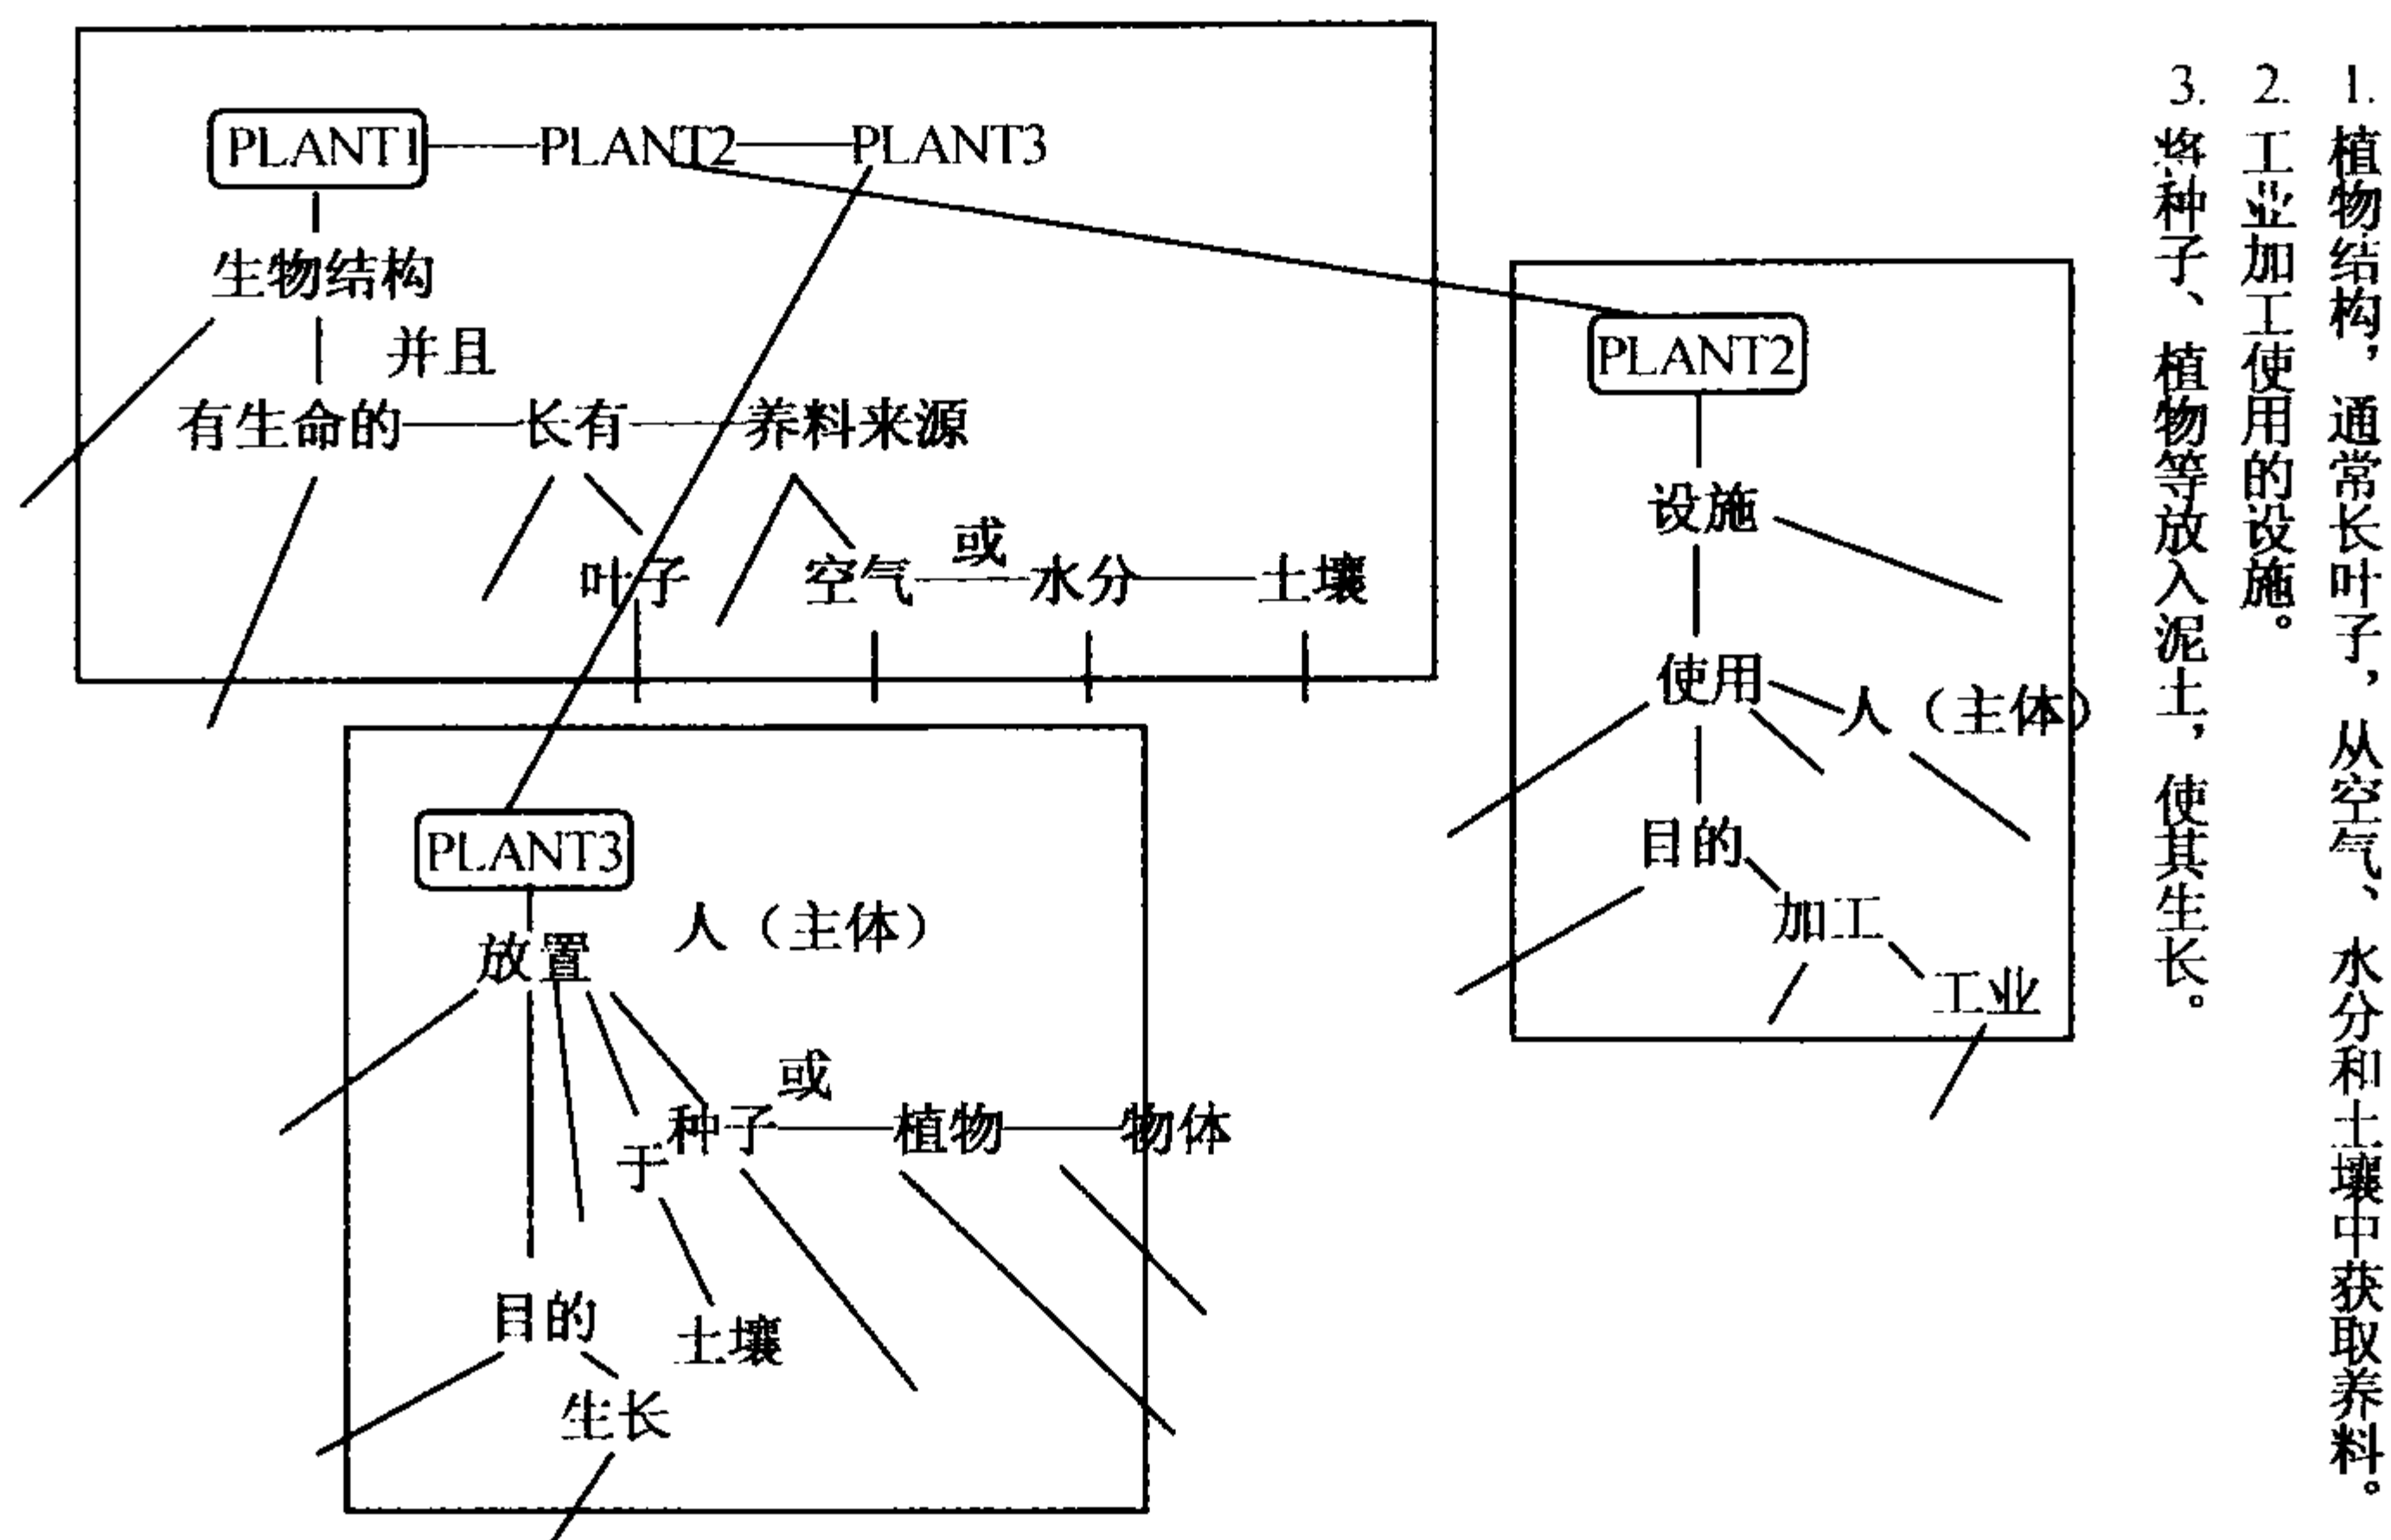 PLANT1 PLANT2 PLANT3
生物结构
并且
有生命的 长有 养料来源
或
叶子 空气 水分 土壤
PLANT2
设施
使用
人（主体）
目的
加工
工业
PLANT3
人（主体）
放置
或
种子 植物 物体
于
目的
土壤
生长
1. 植物结构，通常长叶子，从空气、水分和土壤中获取养料。
2. 工业加工使用的设施。
3. 将种子、植物等放入泥土，使其生长。